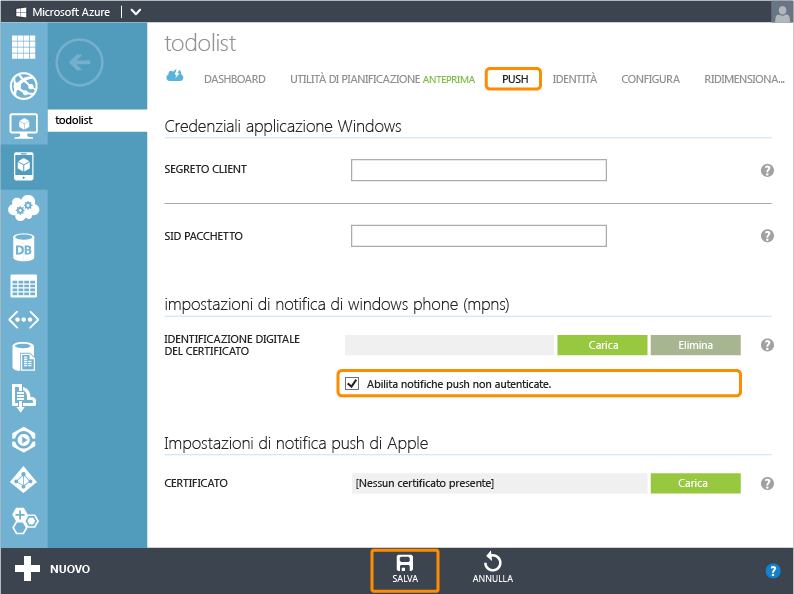 Microsoft Azure
todolist
DASHBOARD UTILITÀ DI PIANIFICAZIONE ANTEPRIMA PUSH IDENTITÀ CONFIGURA RIDIMENSIONA...
todolist
Credenziali applicazione Windows
SEGRETO CLIENT ?
SID PACCHETTO ?
impostazioni di notifica di windows phone (mpns)
IDENTIFICAZIONE DIGITALE
DEL CERTIFICATO
Carica Elimina ?
Abilita notifiche push non autenticate.
Impostazioni di notifica push di Apple
CERTIFICATO [Nessun certificato presente] Carica ?
DB
NUOVO SALVA ANNULLA ?